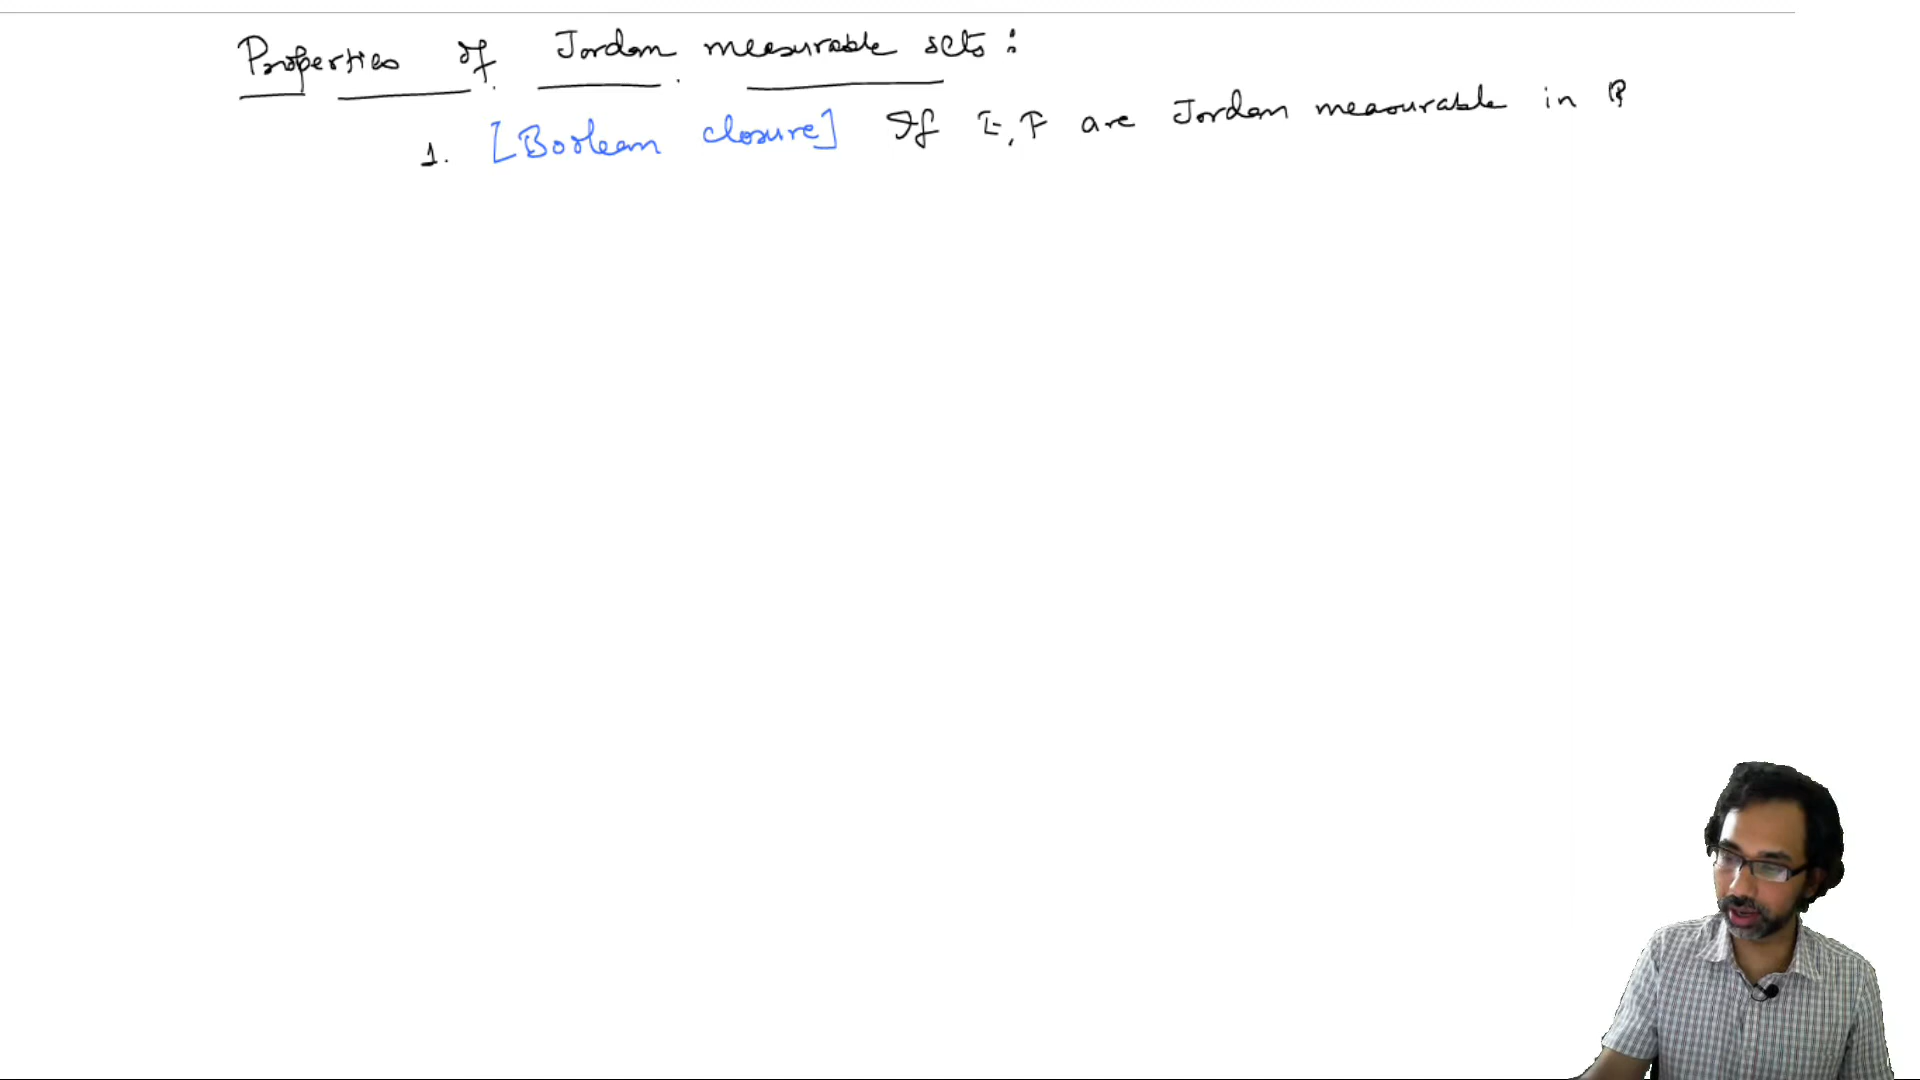 Properties of Jordan measurable sets:
1. [Boolean closure] If E, F are Jordan measurable in ℝ